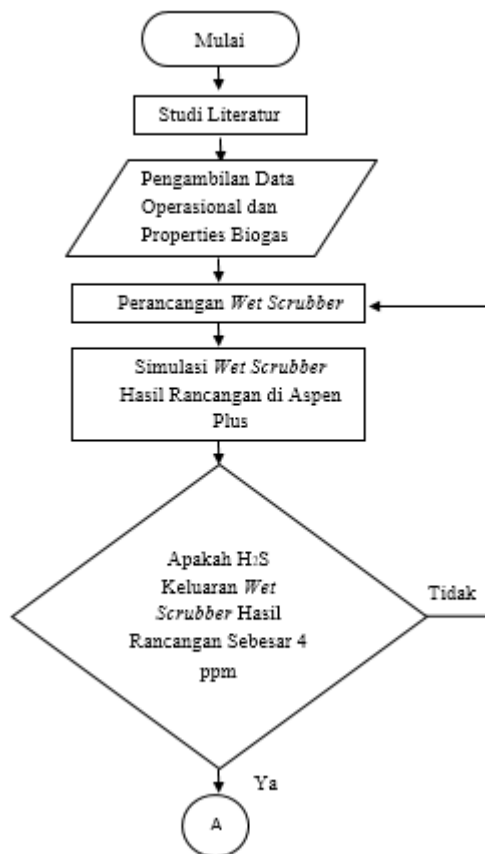 Mulai
Studi Literatur
Pengambilan Data
Operasional dan
Properties Biogas
Perancangan Wet Scrubber
Simulasi Wet Scrubber
Hasil Rancangan di Aspen
Plus
Apakah H₂S
Keluaran Wet
Scrubber Hasil
Rancangan Sebesar 4
ppm
Tidak
Ya
A